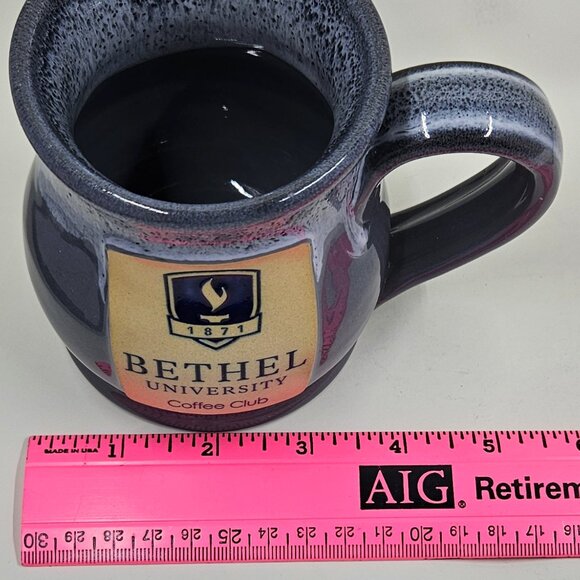 1871
BETHEL
UNIVERSITY
Coffee Club
MADE IN USA 1 2 3 4 5 6
AIG® Retirem
30 29 28 27 26 25 24 23 22 21 20 19 18 17